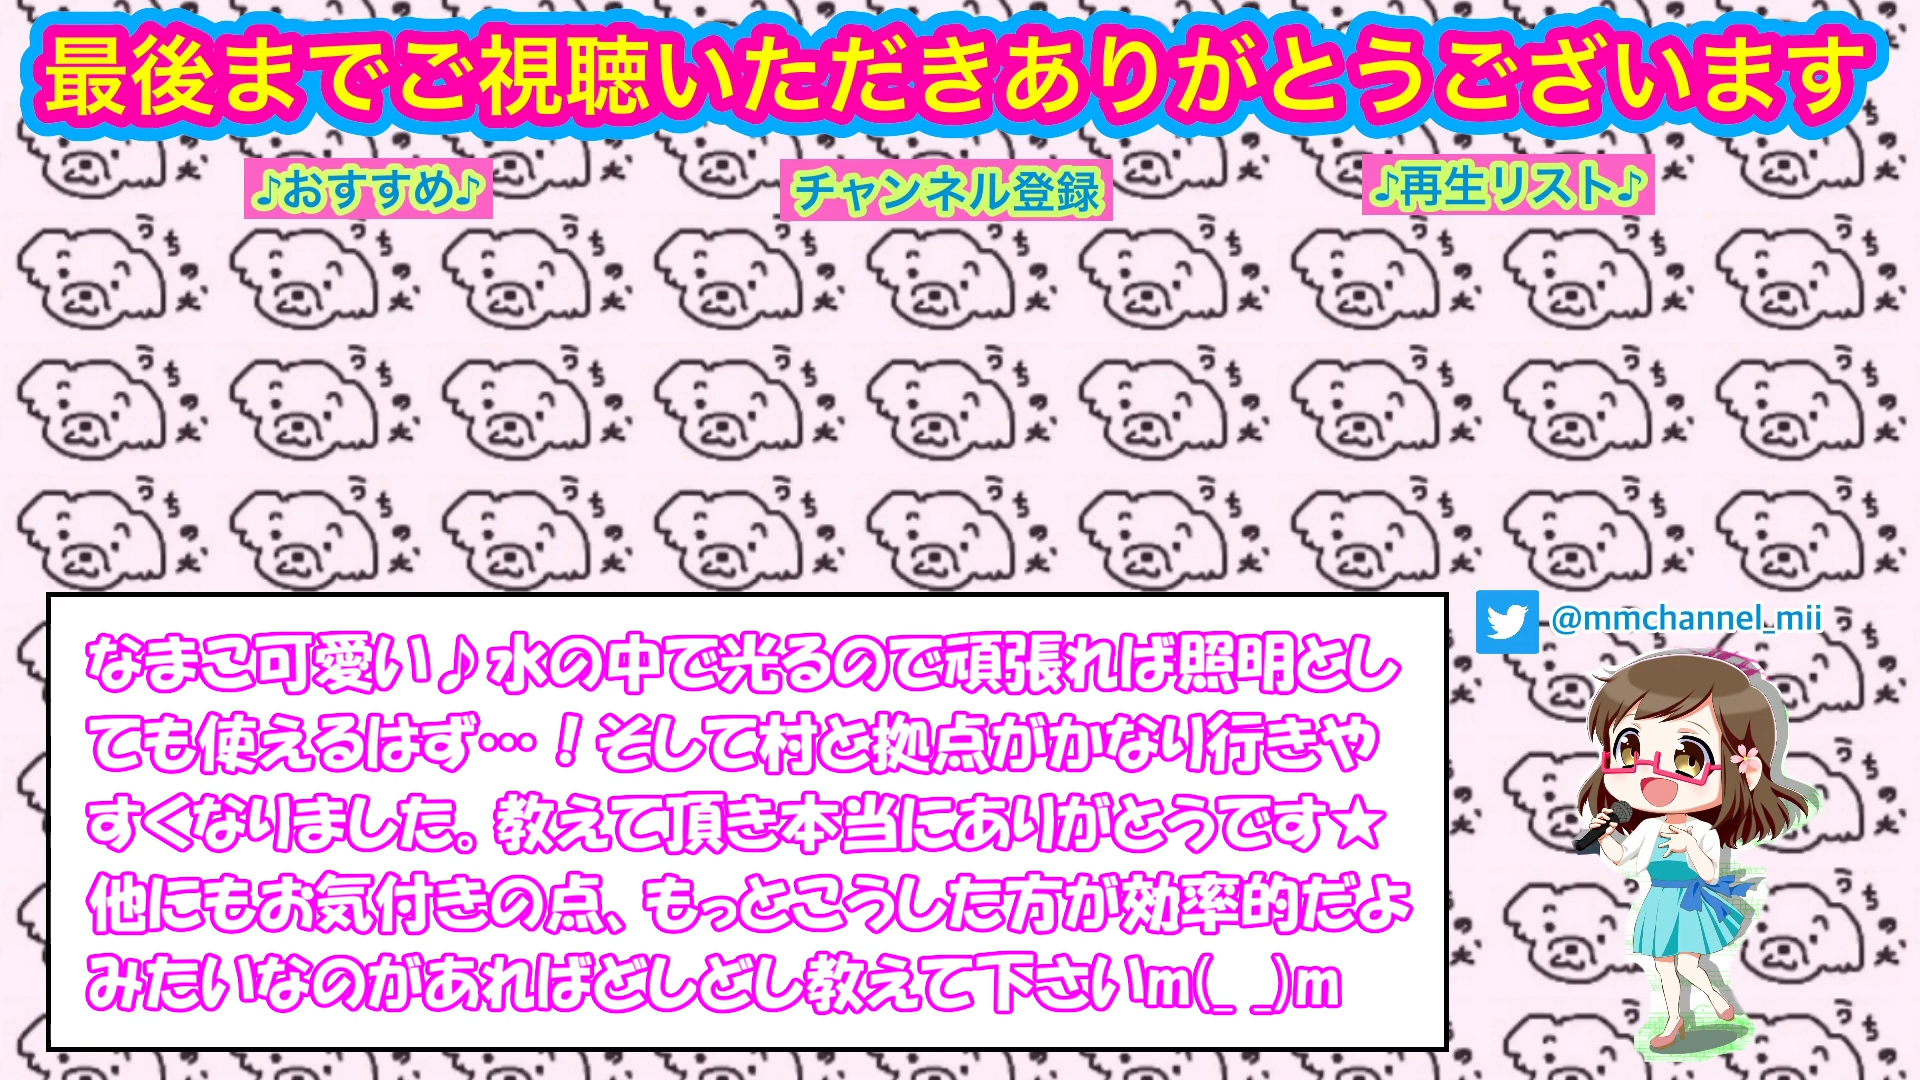 最後までご視聴いただきありがとうございます
♪おすすめ♪
チャンネル登録
♪再生リスト♪
うちの犬
なまこ可愛い♪水の中で光るので頑張れば照明とし
ても使えるはず…！そして村と拠点がかなり行きや
すくなりました。教えて頂き本当にありがとうです★
他にもお気付きの点、もっとこうした方が効率的だよ
みたいなのがあればどしどし教えて下さいm(_ _)m
@mmchannel_mii